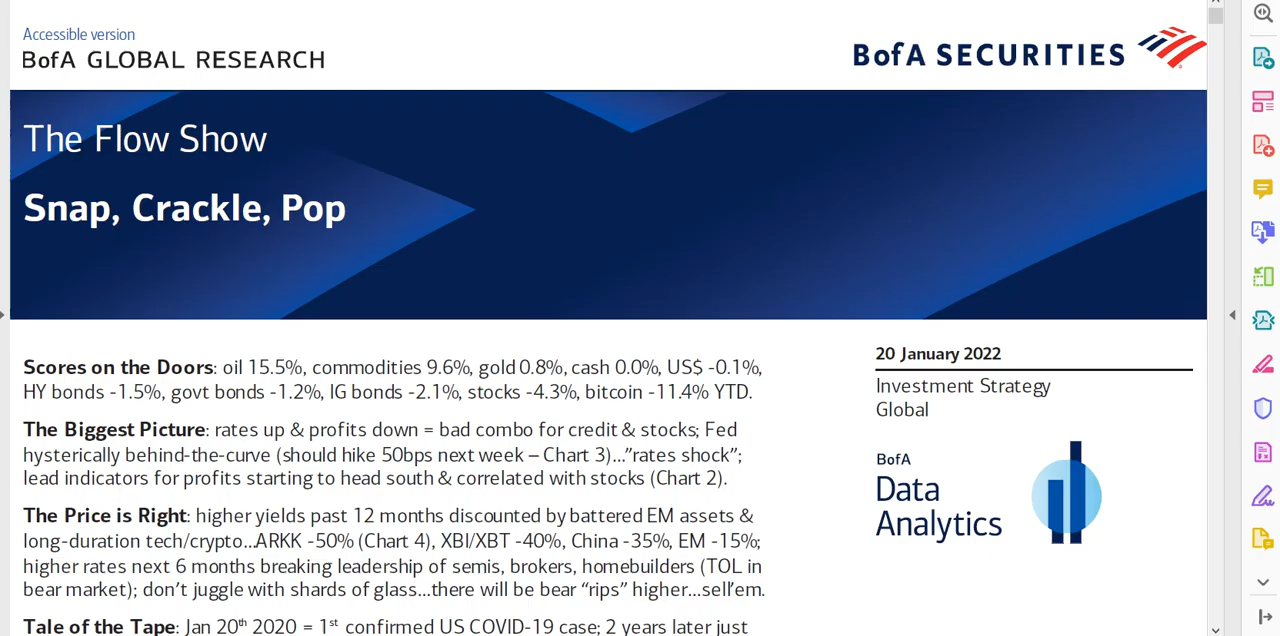 Accessible version
BofA GLOBAL RESEARCH
BofA SECURITIES
The Flow Show
Snap, Crackle, Pop
Scores on the Doors: oil 15.5%, commodities 9.6%, gold 0.8%, cash 0.0%, US$ -0.1%,
HY bonds -1.5%, govt bonds -1.2%, IG bonds -2.1%, stocks -4.3%, bitcoin -11.4% YTD.
The Biggest Picture: rates up & profits down = bad combo for credit & stocks; Fed
hysterically behind-the-curve (should hike 50bps next week – Chart 3)…”rates shock”;
lead indicators for profits starting to head south & correlated with stocks (Chart 2).
The Price is Right: higher yields past 12 months discounted by battered EM assets &
long-duration tech/crypto…ARKK -50% (Chart 4), XBI/XBT -40%, China -35%, EM -15%;
higher rates next 6 months breaking leadership of semis, brokers, homebuilders (TOL in
bear market); don’t juggle with shards of glass…there will be bear “rips” higher…sell’em.
Tale of the Tape: Jan 20th 2020 = 1st confirmed US COVID-19 case; 2 years later just
20 January 2022
Investment Strategy
Global
BofA
Data
Analytics